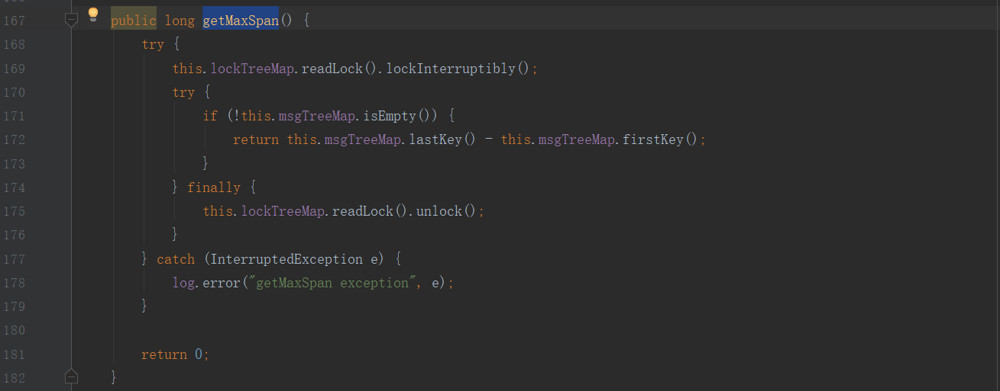 167 public long getMaxSpan() {
168 try {
169 this.lockTreeMap.readLock().lockInterruptibly();
170 try {
171 if (!this.msgTreeMap.isEmpty()) {
172 return this.msgTreeMap.lastKey() - this.msgTreeMap.firstKey();
173 }
174 } finally {
175 this.lockTreeMap.readLock().unlock();
176 }
177 } catch (InterruptedException e) {
178 log.error("getMaxSpan exception", e);
179 }
180
181 return 0;
182 }